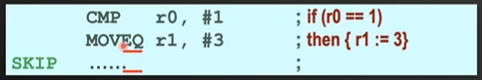 CMP r0, #1 ; if (r0 == 1)
MOVEQ r1, #3 ; then { r1 := 3}
SKIP ...... ;